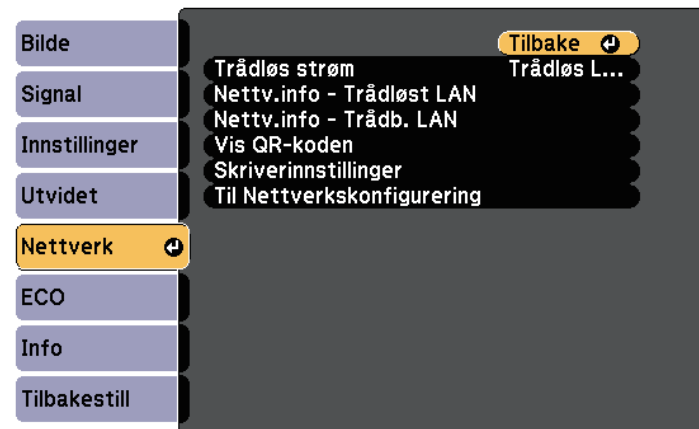 Bilde
Signal
Innstillinger
Utvidet
Nettverk
ECO
Info
Tilbakestill
Tilbake
Trådløs strøm Trådløs L...
Nettv.info - Trådløst LAN
Nettv.info - Trådb. LAN
Vis QR-koden
Skriverinnstillinger
Til Nettverkskonfigurering